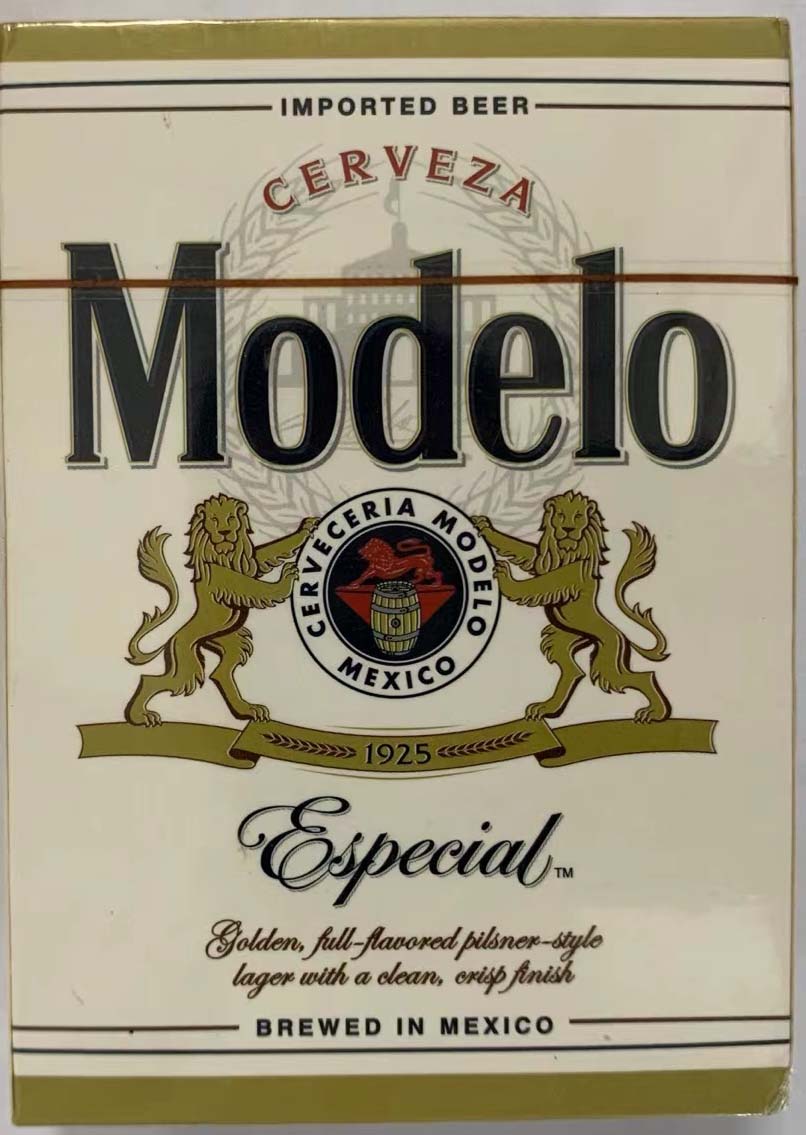 IMPORTED BEER
CERVEZA
Modelo
CERVECERIA MODELO
MEXICO
1925
Especial™
Golden, full-flavored pilsner-style
lager with a clean, crisp finish
BREWED IN MEXICO